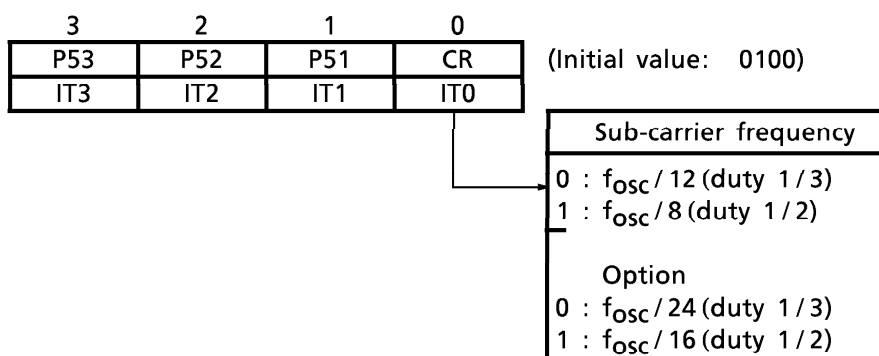 3 2 1 0
P53 P52 P51 CR (Initial value: 0100)
IT3 IT2 IT1 IT0
Sub-carrier frequency
0 : fOSC / 12 (duty 1 / 3)
1 : fOSC / 8 (duty 1 / 2)
Option
0 : fOSC / 24 (duty 1 / 3)
1 : fOSC / 16 (duty 1 / 2)